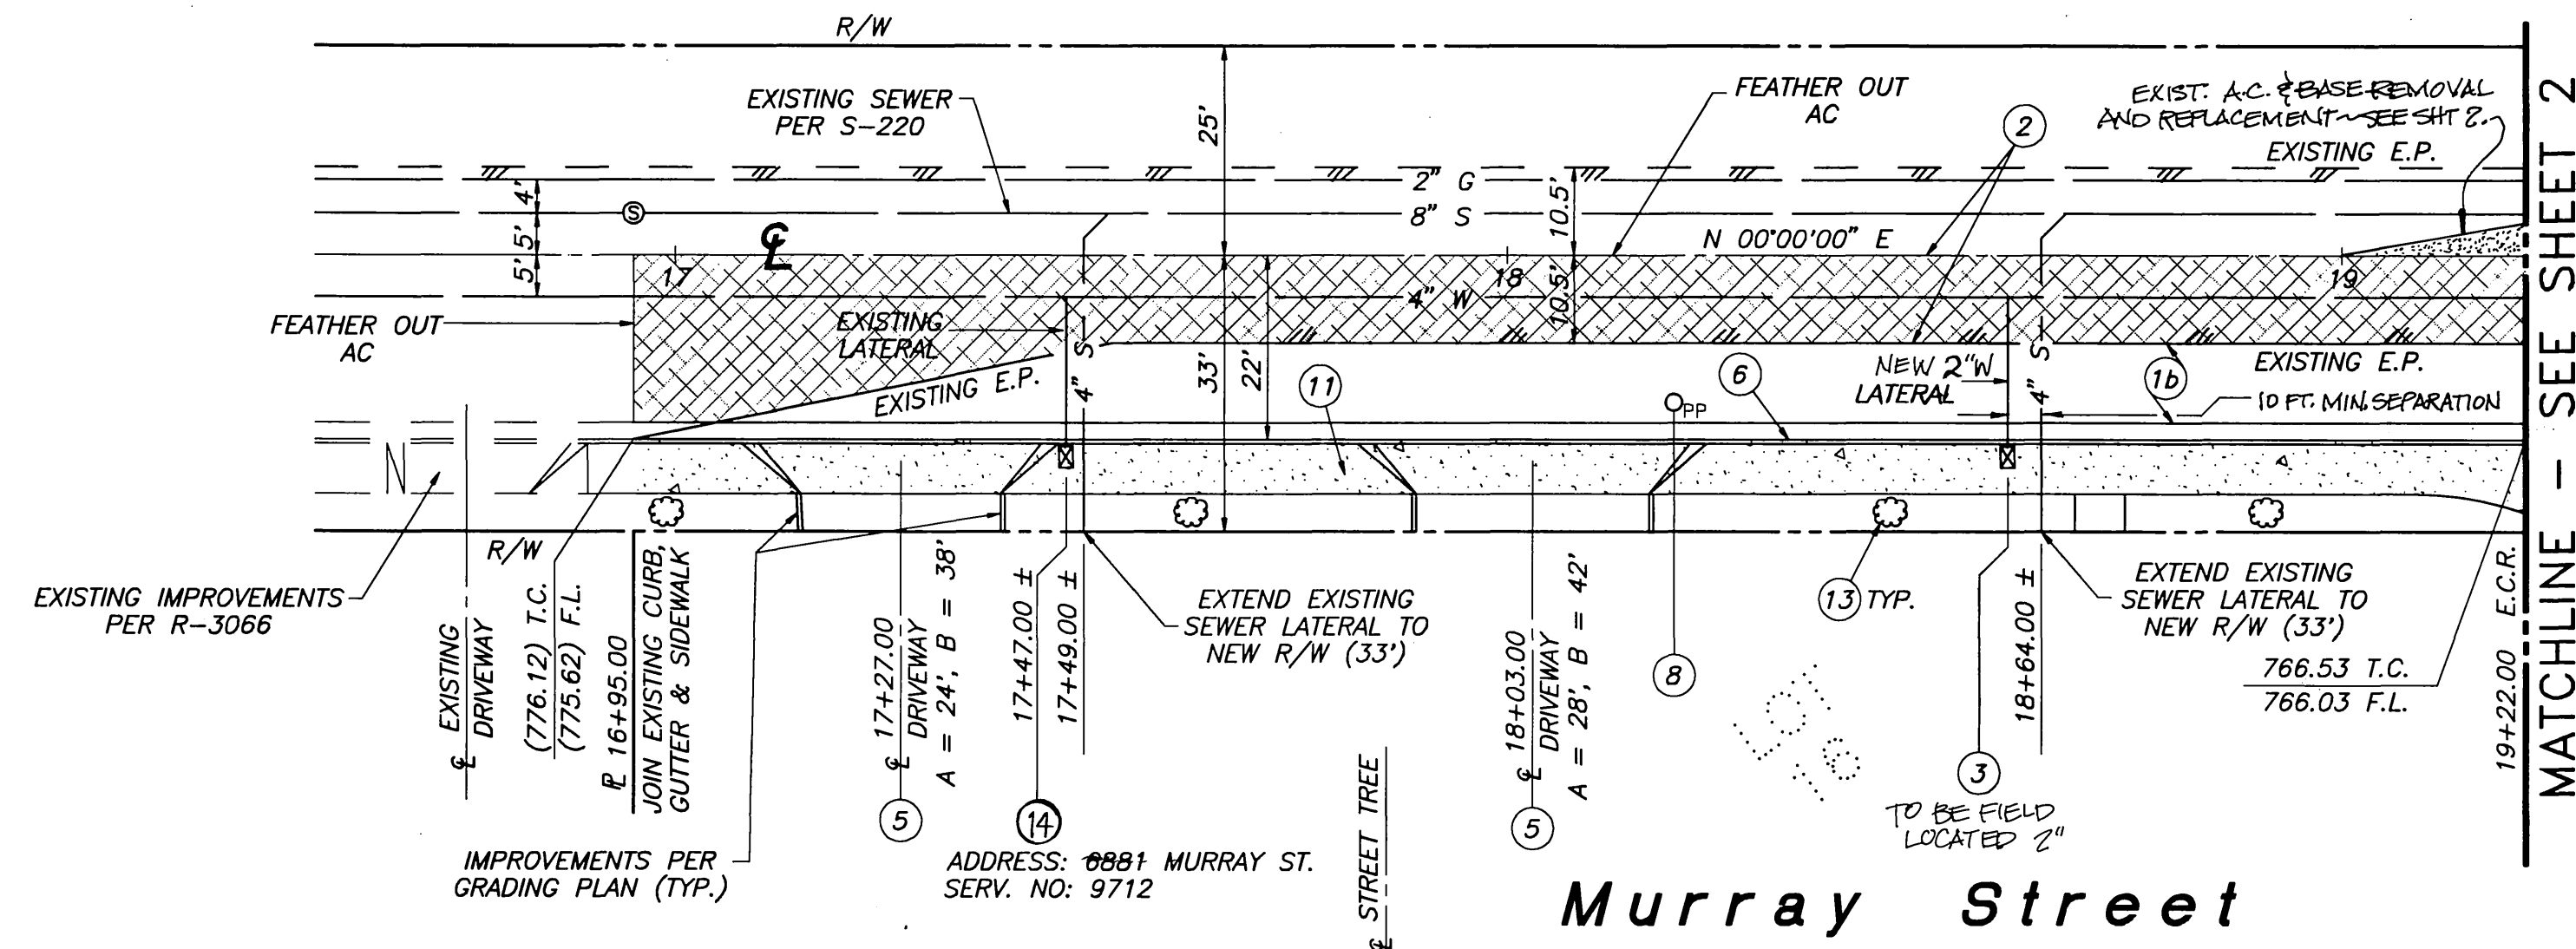 R/W
EXISTING SEWER
PER S-220
25'
FEATHER OUT
AC
2
EXIST. A.C. & BASE REMOVAL
AND REPLACEMENT ~ SEE SHT 2.
EXISTING E.P.
4'
5'
5'
S
℄
2" G
8" S
10.5'
N 00°00'00" E
17
18
19
4" W
10.5'
FEATHER OUT
AC
EXISTING
LATERAL
EXISTING E.P.
4" S
33'
22'
11
6
PP
NEW 2"W
LATERAL
4" S
1b
EXISTING E.P.
10 FT. MIN. SEPARATION
N
R/W
EXISTING IMPROVEMENTS
PER R-3066
℄ EXISTING
DRIVEWAY
(776.12) T.C.
(775.62) F.L.
P 16+95.00
JOIN EXISTING CURB,
GUTTER & SIDEWALK
IMPROVEMENTS PER
GRADING PLAN (TYP.)
℄ 17+27.00
DRIVEWAY
A = 24', B = 38'
5
17+47.00 ±
17+49.00 ±
14
ADDRESS: 6881 MURRAY ST.
SERV. NO: 9712
EXTEND EXISTING
SEWER LATERAL TO
NEW R/W (33')
℄ STREET TREE
℄ 18+03.00
DRIVEWAY
A = 28', B = 42'
5
8
LOT
16
13 TYP.
3
TO BE FIELD
LOCATED 2"
18+64.00 ±
EXTEND EXISTING
SEWER LATERAL TO
NEW R/W (33')
766.53 T.C.
766.03 F.L.
19+22.00 E.C.R.
MATCHLINE - SEE SHEET 2
Murray Street